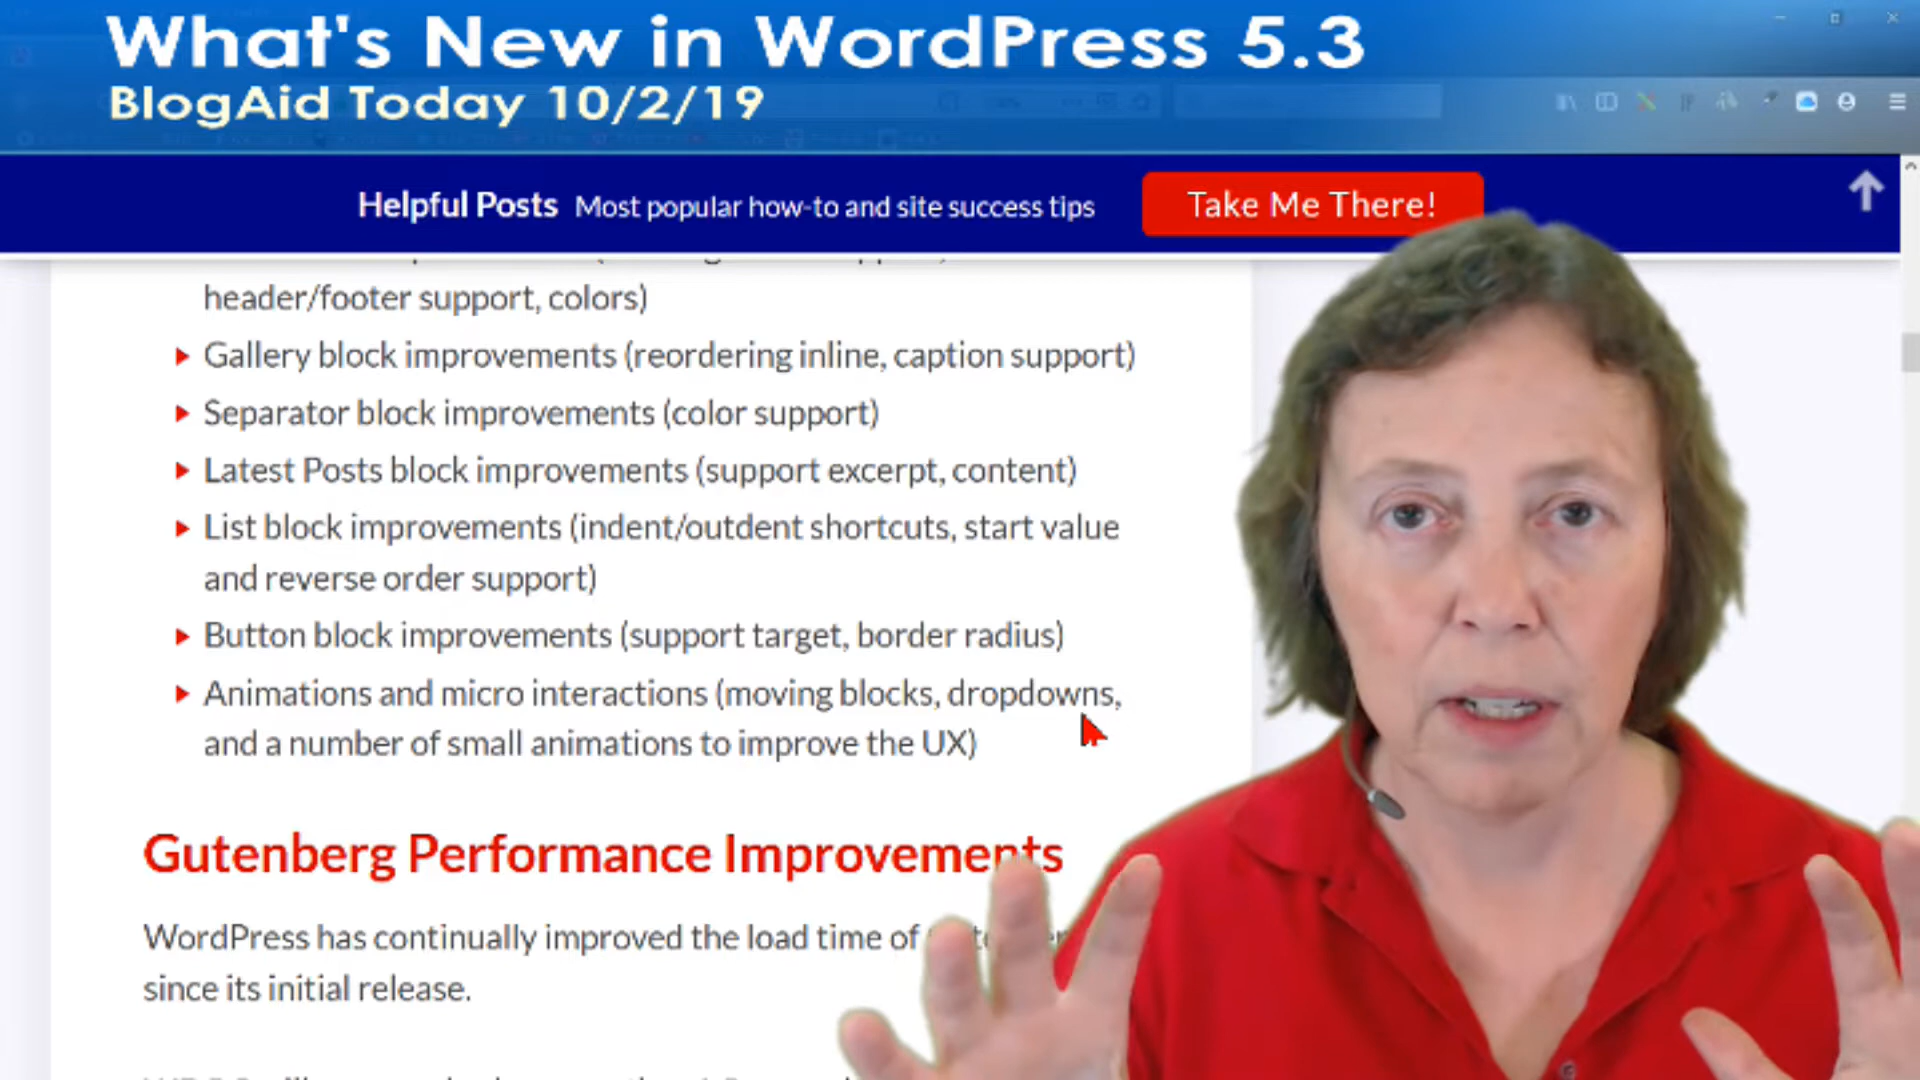 What's New in WordPress 5.3
BlogAid Today 10/2/19
Helpful Posts Most popular how-to and site success tips Take Me There!
header/footer support, colors)
Gallery block improvements (reordering inline, caption support)
Separator block improvements (color support)
Latest Posts block improvements (support excerpt, content)
List block improvements (indent/outdent shortcuts, start value
and reverse order support)
Button block improvements (support target, border radius)
Animations and micro interactions (moving blocks, dropdowns,
and a number of small animations to improve the UX)
Gutenberg Performance Improvements
WordPress has continually improved the load time of
since its initial release.